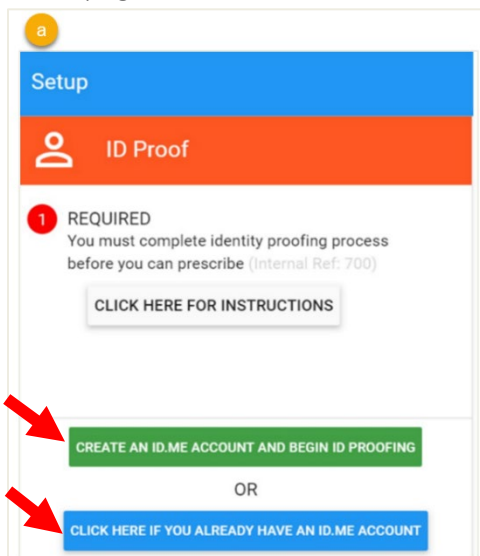 a
Setup
ID Proof
1 REQUIRED
You must complete identity proofing process
before you can prescribe (Internal Ref: 700)
CLICK HERE FOR INSTRUCTIONS
CREATE AN ID.ME ACCOUNT AND BEGIN ID PROOFING
OR
CLICK HERE IF YOU ALREADY HAVE AN ID.ME ACCOUNT